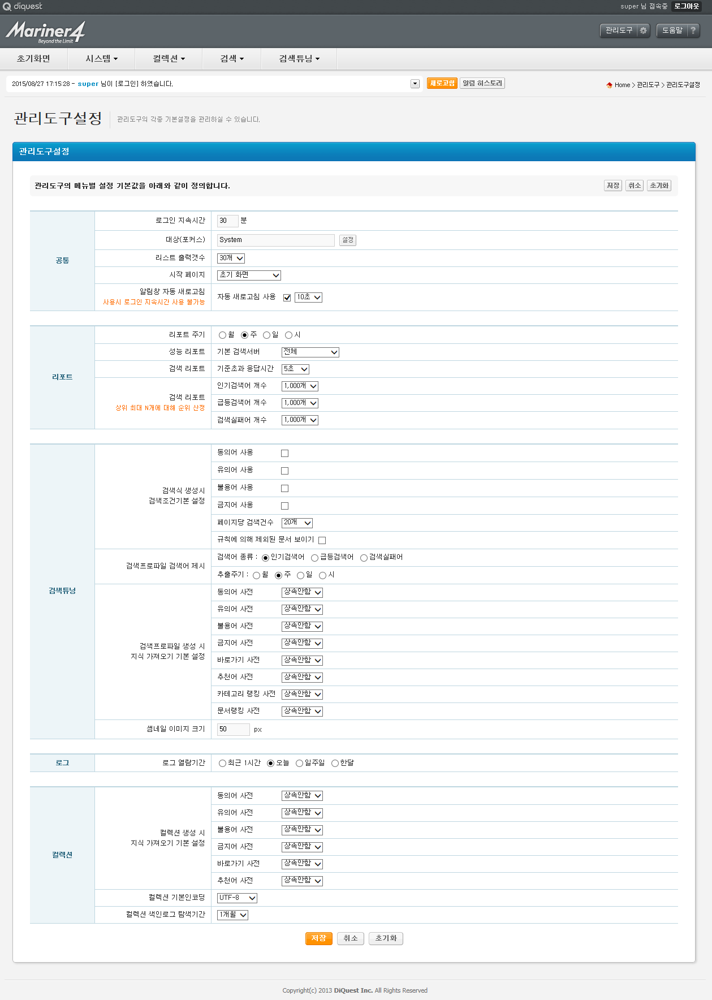 diquest
super 님 접속중 로그아웃
Mariner4
Beyond the Limit
관리도구 도움말 ?
초기화면 시스템 컬렉션 검색 검색튜닝
2015/08/27 17:15:28 - super 님이 [로그인] 하였습니다.
새로고침 알림 히스토리
Home > 관리도구 > 관리도구설정
관리도구설정 관리도구의 각종 기본설정을 관리하실 수 있습니다.
관리도구설정
관리도구의 메뉴별 설정 기본값을 아래와 같이 정의합니다.
저장 취소 초기화
공통
로그인 지속시간 30 분
대상(포커스) System 설정
리스트 출력갯수 30개
시작 페이지 초기 화면
알림창 자동 새로고침
사용시 로그인 지속시간 사용 불가능
자동 새로고침 사용 10초
리포트
리포트 주기 월 주 일 시
성능 리포트 기본 검색서버 전체
검색 리포트 기준초과 응답시간 5초
검색 리포트
상위 최대 N개에 대해 순위 산정
인기검색어 개수 1,000개
급등검색어 개수 1,000개
검색실패어 개수 1,000개
검색튜닝
검색식 생성시
검색조건기본 설정
동의어 사용
유의어 사용
불용어 사용
금지어 사용
페이지당 검색건수 20개
규칙에 의해 제외된 문서 보이기
검색프로파일 검색어 제시
검색어 종류 : 인기검색어 급등검색어 검색실패어
추출주기 : 월 주 일 시
검색프로파일 생성 시
지식 가져오기 기본 설정
동의어 사전 상속안함
유의어 사전 상속안함
불용어 사전 상속안함
금지어 사전 상속안함
바로가기 사전 상속안함
추천어 사전 상속안함
카테고리 랭킹 사전 상속안함
문서랭킹 사전 상속안함
썸네일 이미지 크기 50 px
로그
로그 열람기간 최근 1시간 오늘 일주일 한달
컬렉션
컬렉션 생성 시
지식 가져오기 기본 설정
동의어 사전 상속안함
유의어 사전 상속안함
불용어 사전 상속안함
금지어 사전 상속안함
바로가기 사전 상속안함
추천어 사전 상속안함
컬렉션 기본인코딩 UTF-8
컬렉션 색인로그 탐색기간 1개월
저장 취소 초기화
Copyright(c) 2013 DiQuest Inc. All Rights Reserved